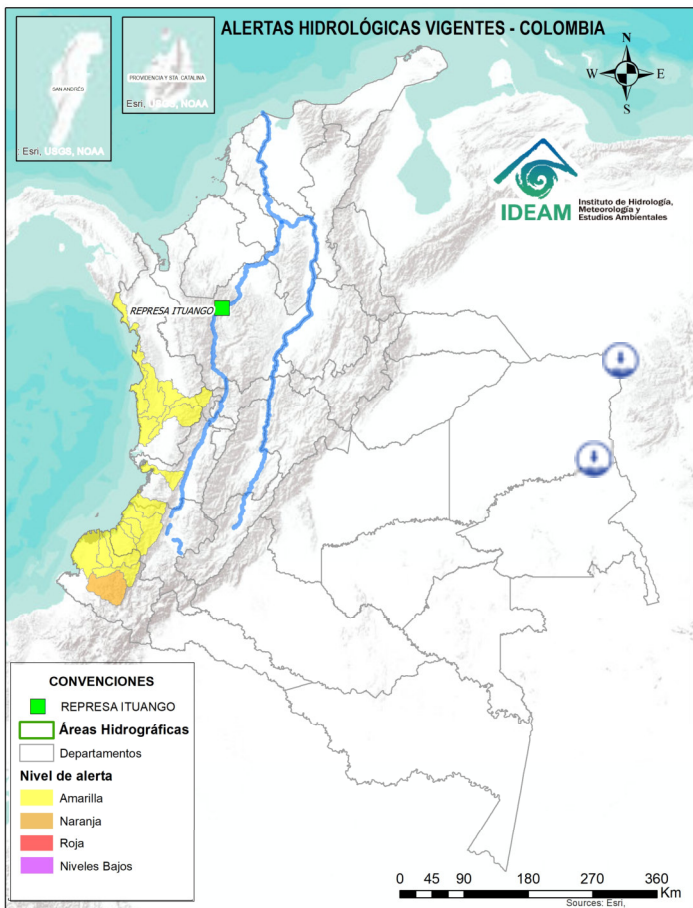 ALERTAS HIDROLÓGICAS VIGENTES - COLOMBIA
SAN ANDRÉS
Esri, USGS, NOAA
PROVIDENCIA Y STA. CATALINA
Esri, USGS, NOAA
N
W E
S
IDEAM
Instituto de Hidrología,
Meteorología y
Estudios Ambientales
REPRESA ITUANGO
CONVENCIONES
REPRESA ITUANGO
Áreas Hidrográficas
Departamentos
Nivel de alerta
Amarilla
Naranja
Roja
Niveles Bajos
0 45 90 180 270 360
Km
Sources: Esri,